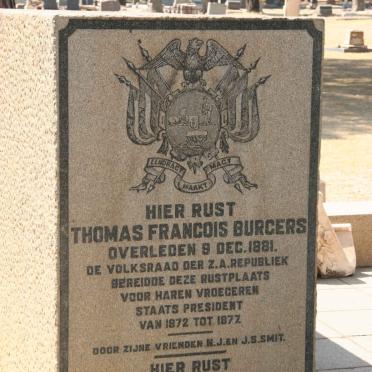 EENDRAGT MAAKT MAGT
HIER RUST
THOMAS FRANCOIS BURGERS
OVERLEDEN 9 DEC. 1881.
DE VOLKSRAAD DER Z.A. REPUBLIEK
BEREIDDE DEZE RUSTPLAATS
VOOR HAREN VROEGEREN
STAATS PRESIDENT
VAN 1872 TOT 1877.
DOOR ZIJNE VRIENDEN N.J. EN J.S. SMIT.
HIER RUST